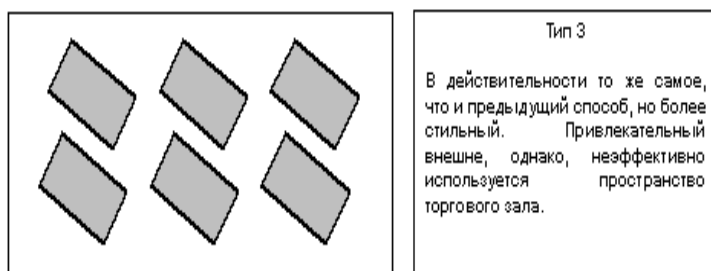 Тип 3
В действительности то же самое,
что и предыдущий способ, но более
стильный. Привлекательный
внешне, однако, неэффективно
используется пространство
торгового зала.